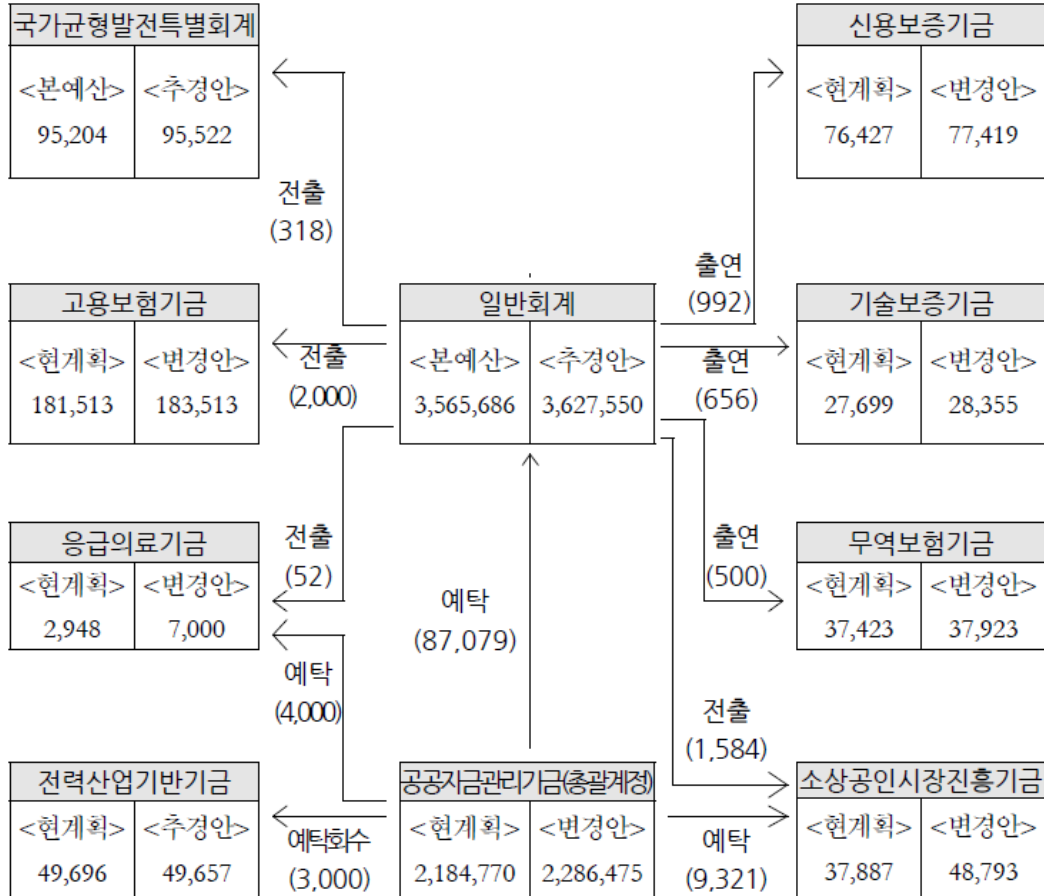 국가균형발전특별회계
<본예산> <추경안>
95,204 95,522
신용보증기금
<현계획> <변경안>
76,427 77,419
전출
(318)
출연
(992)
고용보험기금
<현계획> <변경안>
181,513 183,513
전출
(2,000)
일반회계
<본예산> <추경안>
3,565,686 3,627,550
출연
(656)
기술보증기금
<현계획> <변경안>
27,699 28,355
응급의료기금
<현계획> <변경안>
2,948 7,000
전출
(52)
예탁
(87,079)
출연
(500)
무역보험기금
<현계획> <변경안>
37,423 37,923
예탁
(4,000)
전출
(1,584)
전력산업기반기금
<현계획> <추경안>
49,696 49,657
예탁회수
(3,000)
공공자금관리기금(총괄계정)
<현계획> <변경안>
2,184,770 2,286,475
예탁
(9,321)
소상공인시장진흥기금
<현계획> <변경안>
37,887 48,793